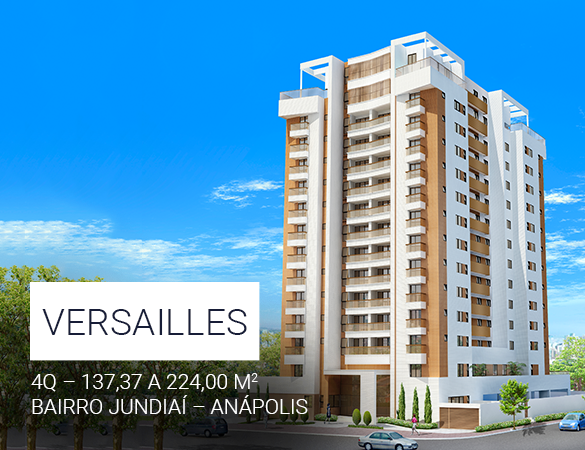 VERSAILLES
4Q – 137,37 A 224,00 M²
BAIRRO JUNDIAÍ – ANÁPOLIS